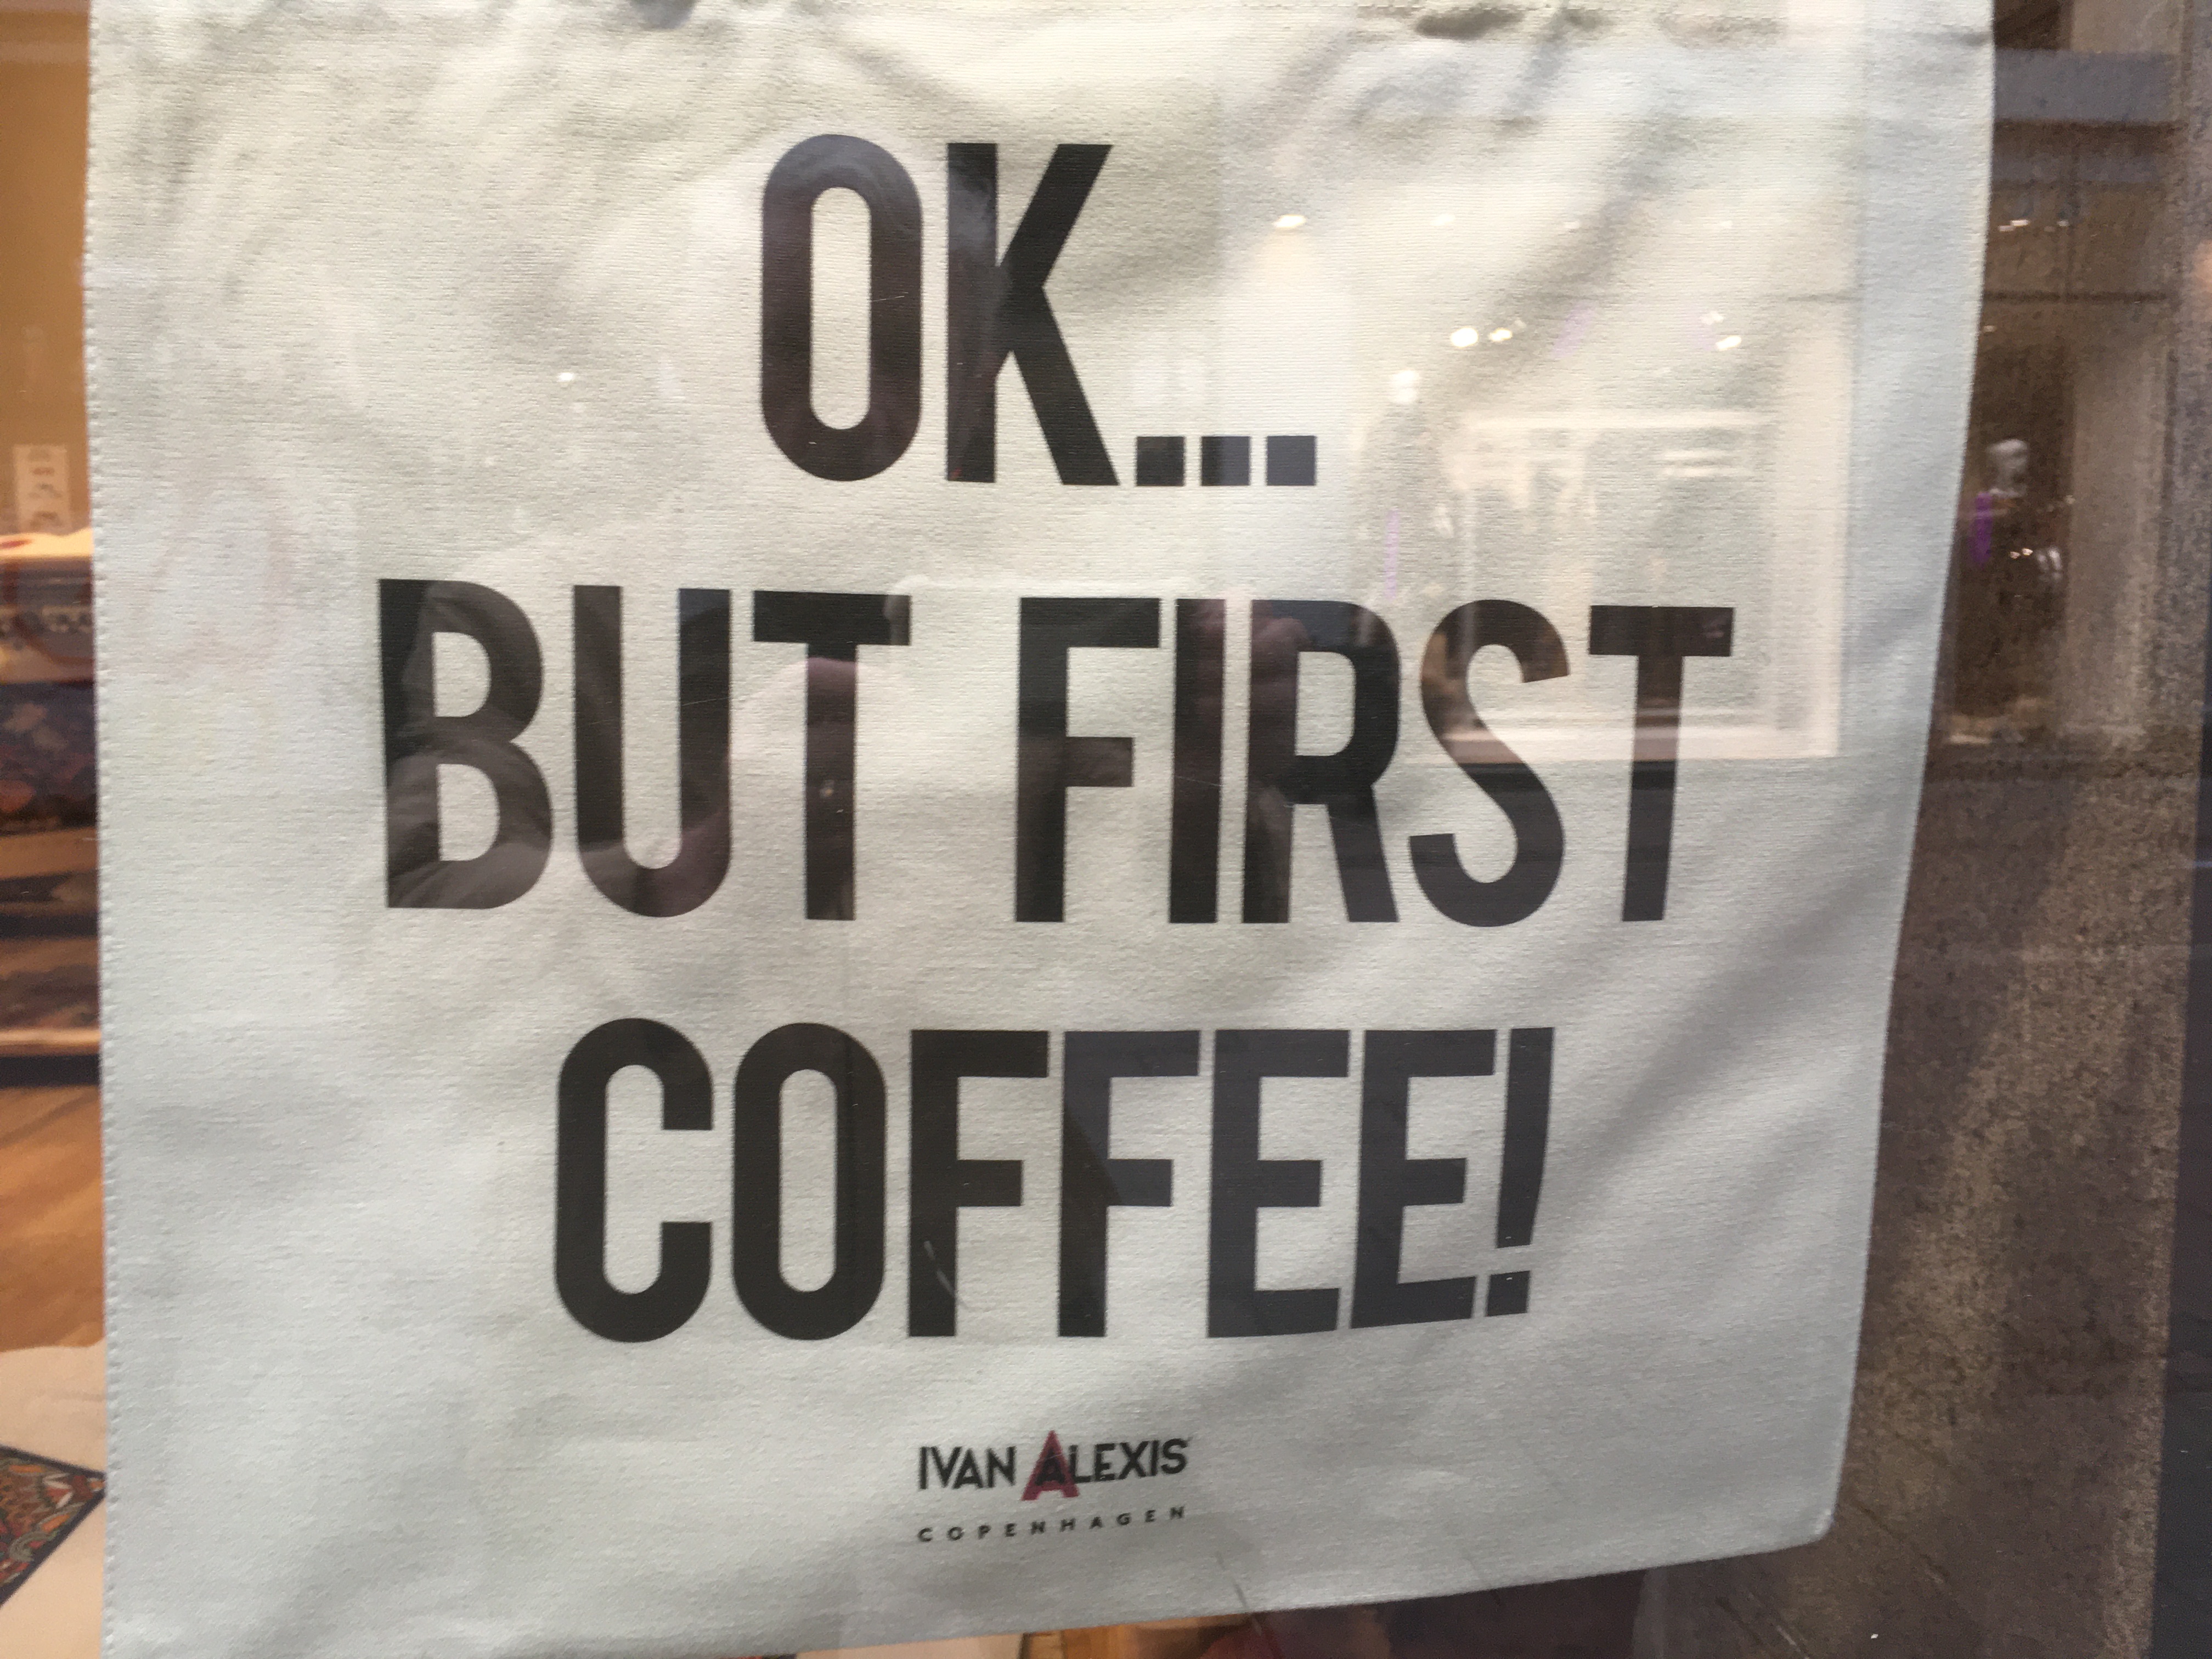 OK...
BUT FIRST
COFFEE!
IVAN ALEXIS
COPENHAGEN